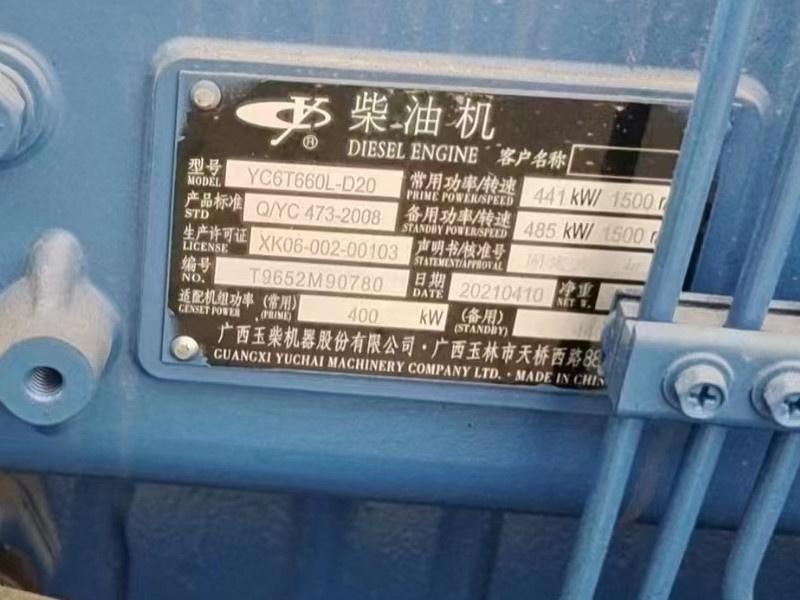 柴油机
DIESEL ENGINE 客户名称
型号 YC6T660L-D20 常用功率/转速 441 kW/ 1500 r
MODEL PRIME POWER/SPEED
产品标准 Q/YC 473-2008 备用功率/转速 485 kW/ 1500 r
STD STANDBY POWER/SPEED
生产许可证 XK06-002-00103 声明书/核准号
LICENSE STATEMENT/APPROVAL
编号 T9652M90780 日期 20210410 净重
NO. DATE NET W.
适配机组功率 (常用) 400 kW (备用)
GENSET POWER (PRIME) (STANDBY)
广西玉柴机器股份有限公司·广西玉林市天桥西路88
GUANGXI YUCHAI MACHINERY COMPANY LTD. · MADE IN CHIN